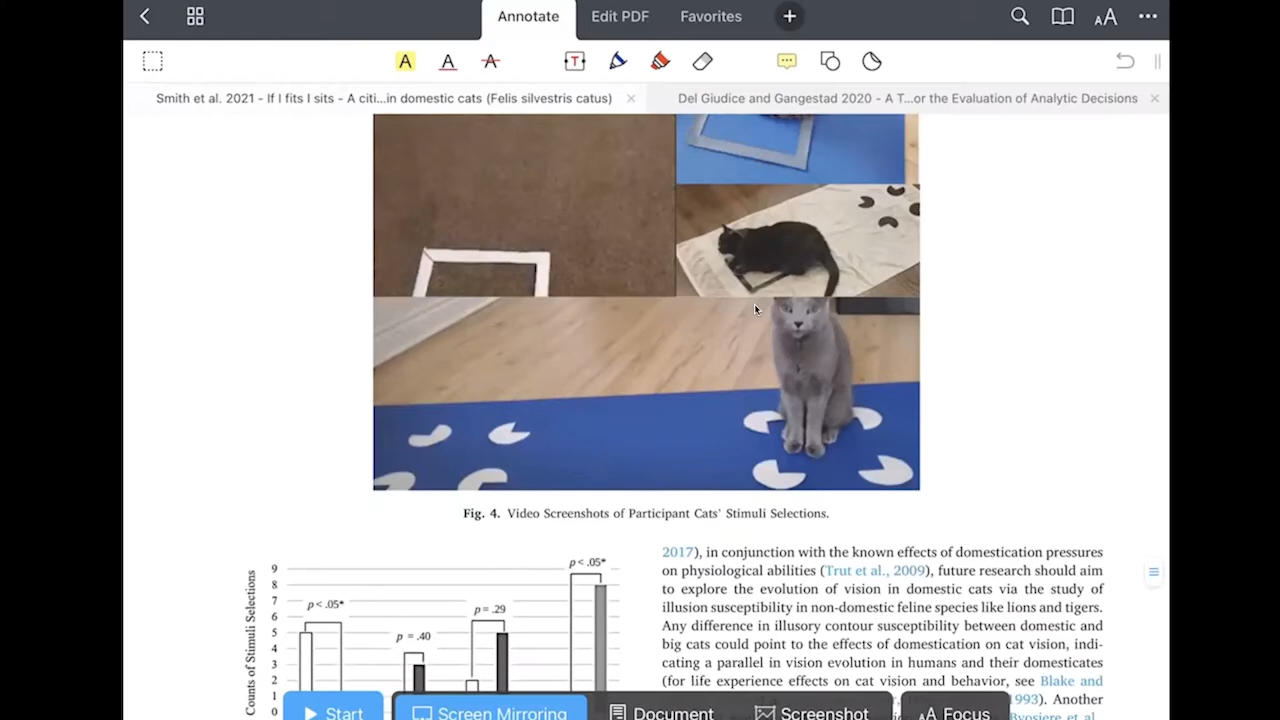 Annotate
Edit PDF
Favorites
AA
A
A
A
T
Smith et al. 2021 - If I fits I sits - A citi...in domestic cats (Felis silvestris catus)
Del Giudice and Gangestad 2020 - A T...or the Evaluation of Analytic Decisions
Fig. 4. Video Screenshots of Participant Cats' Stimuli Selections.
Counts of Stimuli Selections
9
8
7
6
5
4
3
2
1
0
p < .05*
p = .40
p = .29
p < .05*
2017), in conjunction with the known effects of domestication pressures
on physiological abilities (Trut et al., 2009), future research should aim
to explore the evolution of vision in domestic cats via the study of
illusion susceptibility in non-domestic feline species like lions and tigers.
Any difference in illusory contour susceptibility between domestic and
big cats could point to the effects of domestication on cat vision, indi-
cating a parallel in vision evolution in humans and their domesticates
(for life experience effects on cat vision and behavior, see Blake and
1993). Another
Byosiere et al.
Start
Screen Mirroring
Document
Screenshot
AA Focus